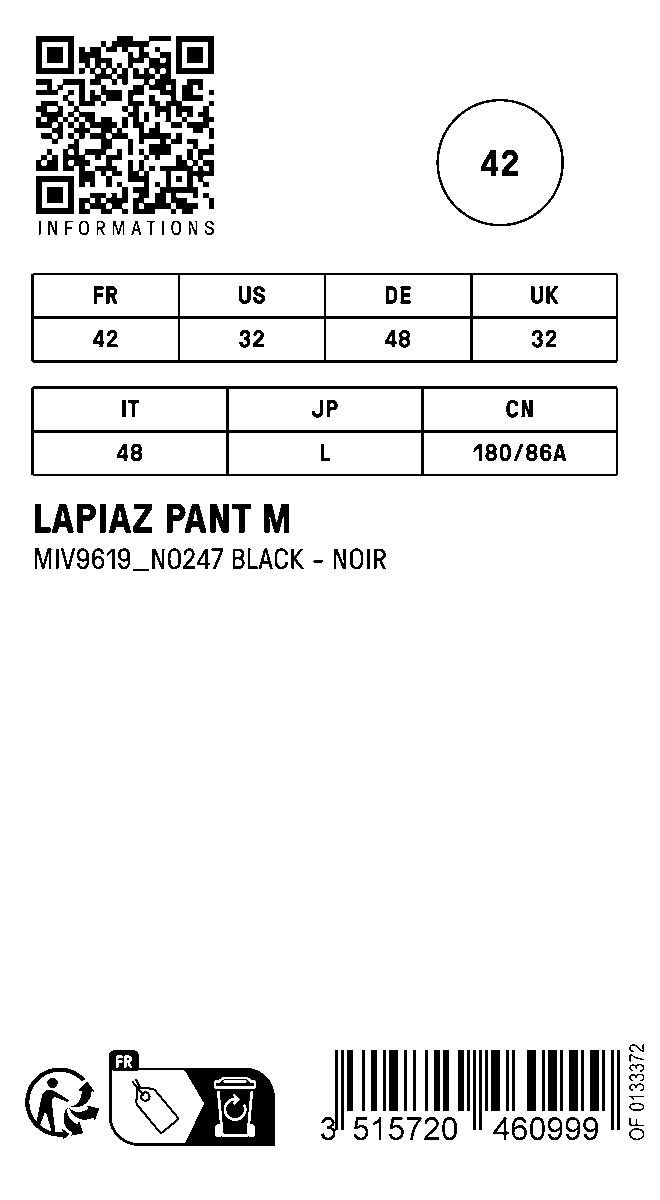 INFORMATIONS
42
FR US DE UK
42 32 48 32
IT JP CN
48 L 180/86A
LAPIAZ PANT M
MIV9619_N0247 BLACK - NOIR
FR
3 515720 460999
OF 0133372